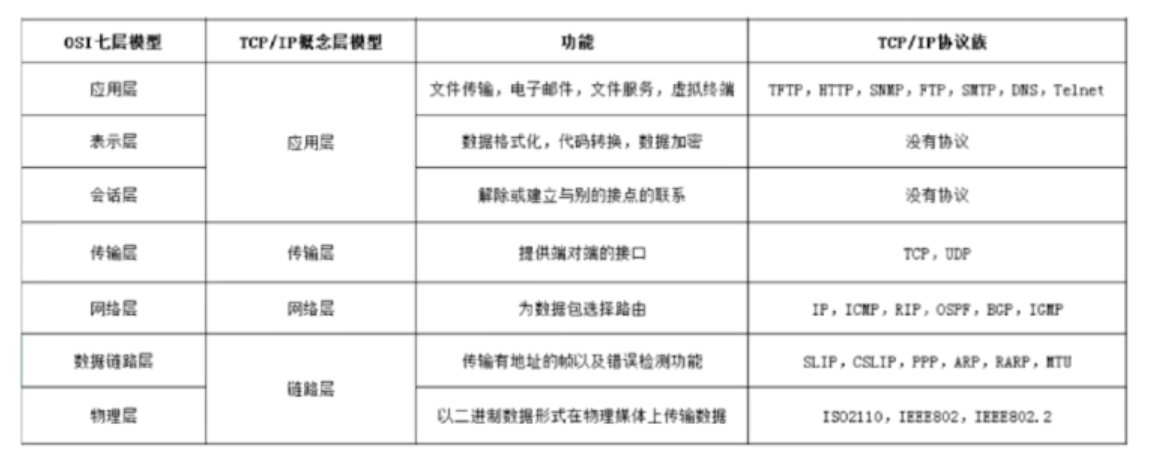 OSI七层模型 TCP/IP概念层模型 功能 TCP/IP协议族
应用层 文件传输，电子邮件，文件服务，虚拟终端 TFTP，HTTP，SNMP，FTP，SMTP，DNS，Telnet
表示层 应用层 数据格式化，代码转换，数据加密 没有协议
会话层 解除或建立与别的接点的联系 没有协议
传输层 传输层 提供端对端的接口 TCP，UDP
网络层 网络层 为数据包选择路由 IP，ICMP，RIP，OSPF，BGP，IGMP
数据链路层 传输有地址的帧以及错误检测功能 SLIP，CSLIP，PPP，ARP，RARP，MTU
链路层
物理层 以二进制数据形式在物理媒体上传输数据 ISO2110，IEEE802，IEEE802.2